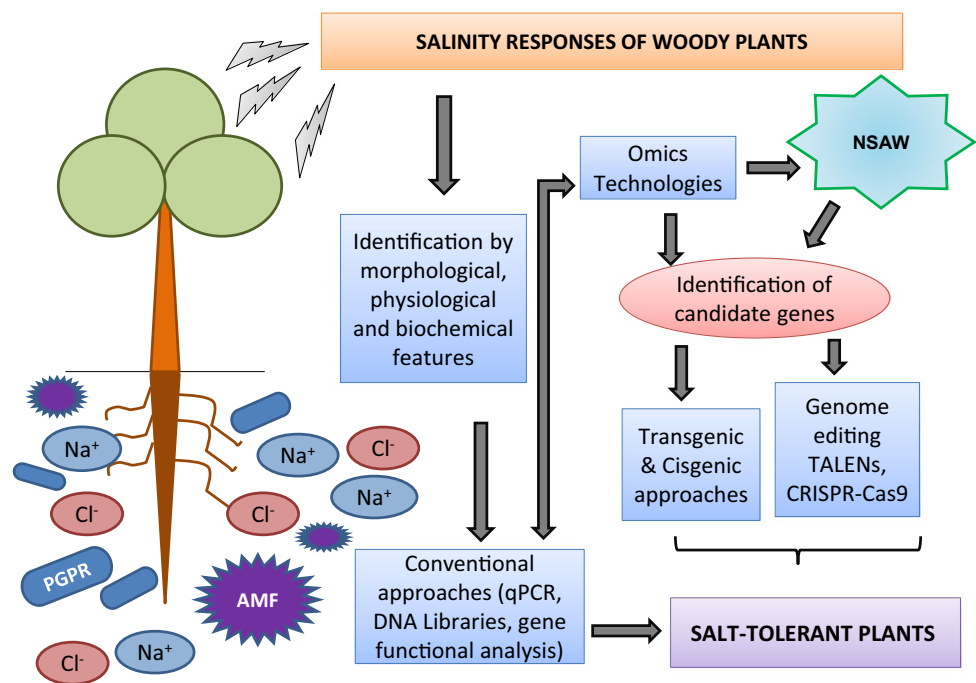 SALINITY RESPONSES OF WOODY PLANTS
Omics
Technologies
NSAW
Identification by
morphological,
physiological
and biochemical
features
Identification of
candidate genes
Transgenic
& Cisgenic
approaches
Genome
editing
TALENs,
CRISPR-Cas9
Na⁺
Cl⁻
Na⁺
Cl⁻
Na⁺
Cl⁻
PGPR
AMF
Cl⁻
Na⁺
Conventional
approaches (qPCR,
DNA Libraries, gene
functional analysis)
SALT-TOLERANT PLANTS